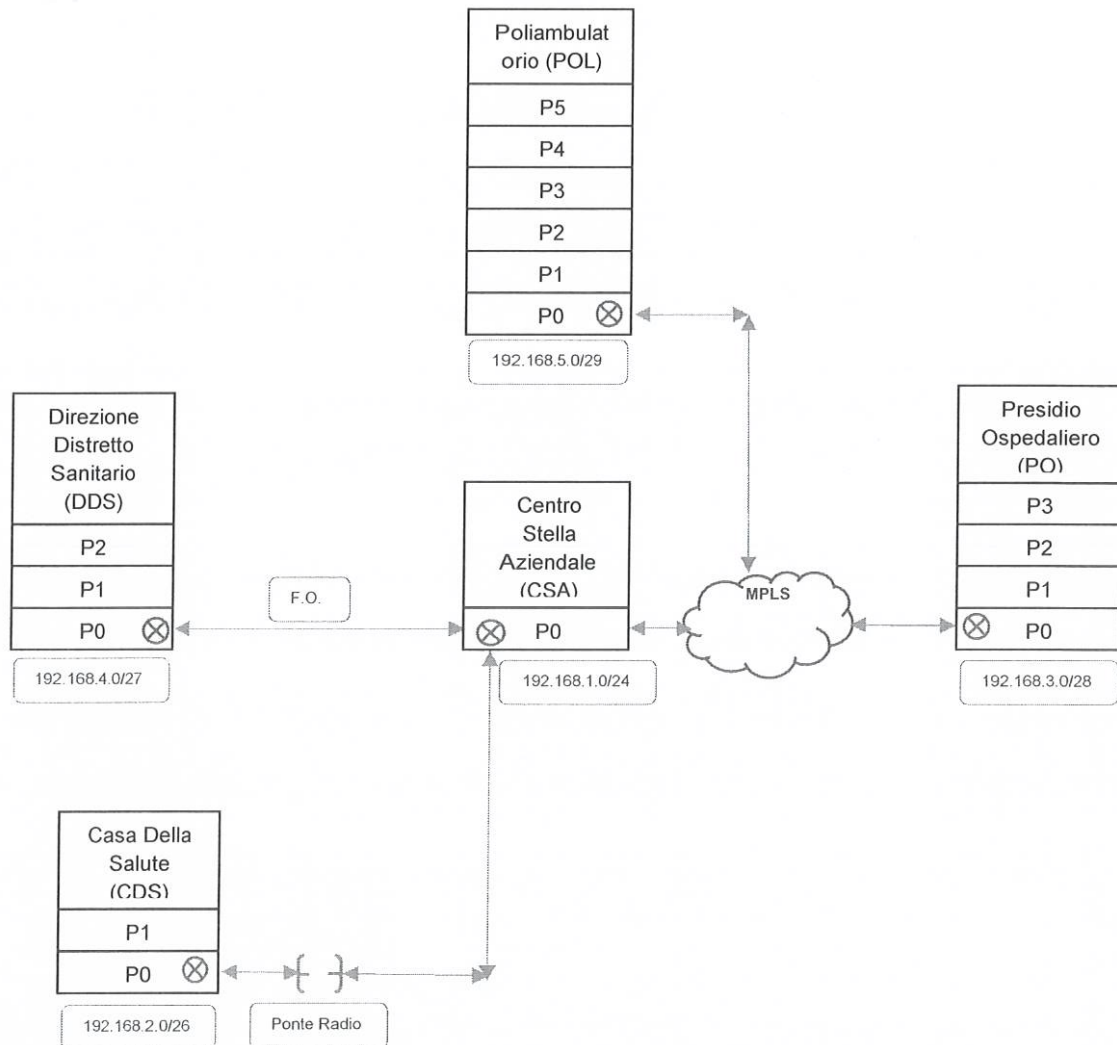 Poliambulat
orio (POL)
P5
P4
P3
P2
P1
P0
192.168.5.0/29
Direzione
Distretto
Sanitario
(DDS)
P2
P1
P0
192.168.4.0/27
F.O.
Centro
Stella
Aziendale
(CSA)
P0
192.168.1.0/24
MPLS
Presidio
Ospedaliero
(PO)
P3
P2
P1
P0
192.168.3.0/28
Casa Della
Salute
(CDS)
P1
P0
192.168.2.0/26
Ponte Radio